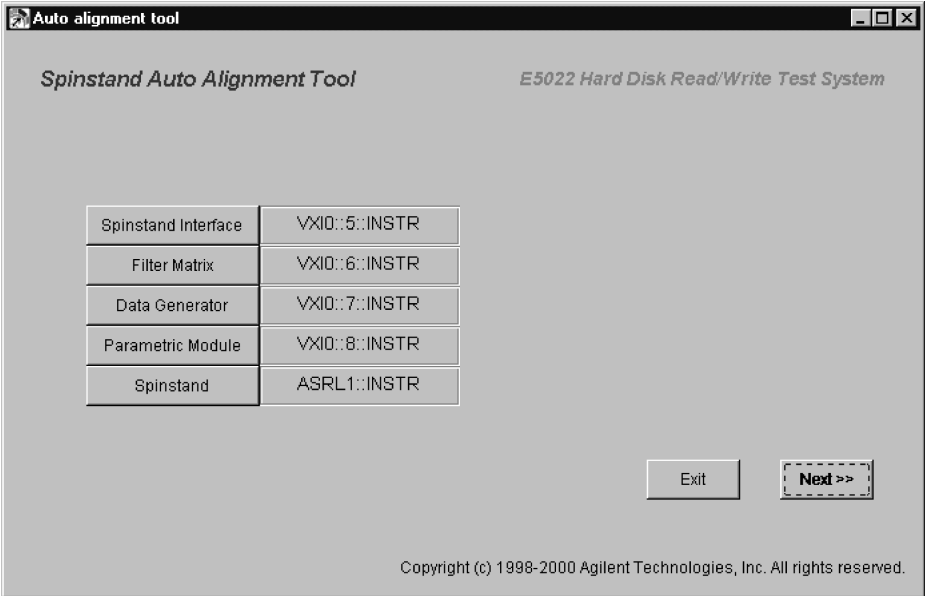 Auto alignment tool
Spinstand Auto Alignment Tool
E5022 Hard Disk Read/Write Test System
Spinstand Interface VXI0::5::INSTR
Filter Matrix VXI0::6::INSTR
Data Generator VXI0::7::INSTR
Parametric Module VXI0::8::INSTR
Spinstand ASRL1::INSTR
Exit Next >>
Copyright (c) 1998-2000 Agilent Technologies, Inc. All rights reserved.